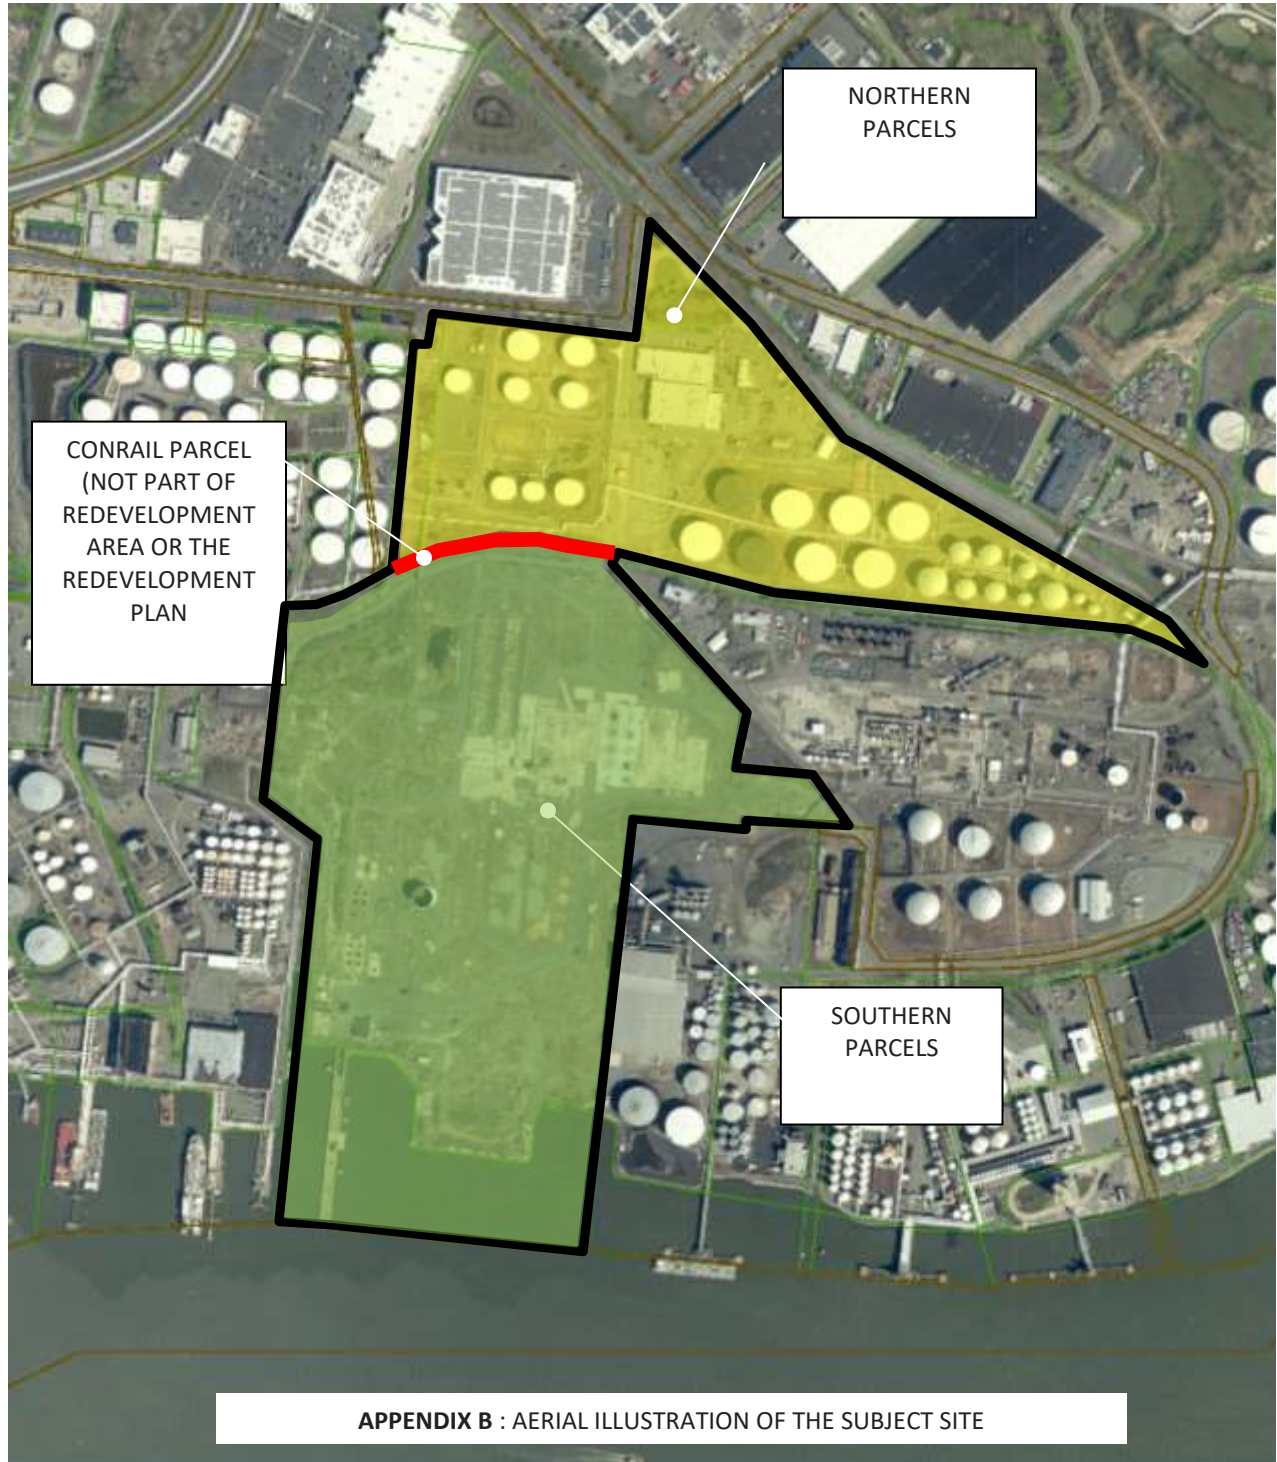 NORTHERN
PARCELS
CONRAIL PARCEL
(NOT PART OF
REDEVELOPMENT
AREA OR THE
REDEVELOPMENT
PLAN
SOUTHERN
PARCELS
APPENDIX B : AERIAL ILLUSTRATION OF THE SUBJECT SITE